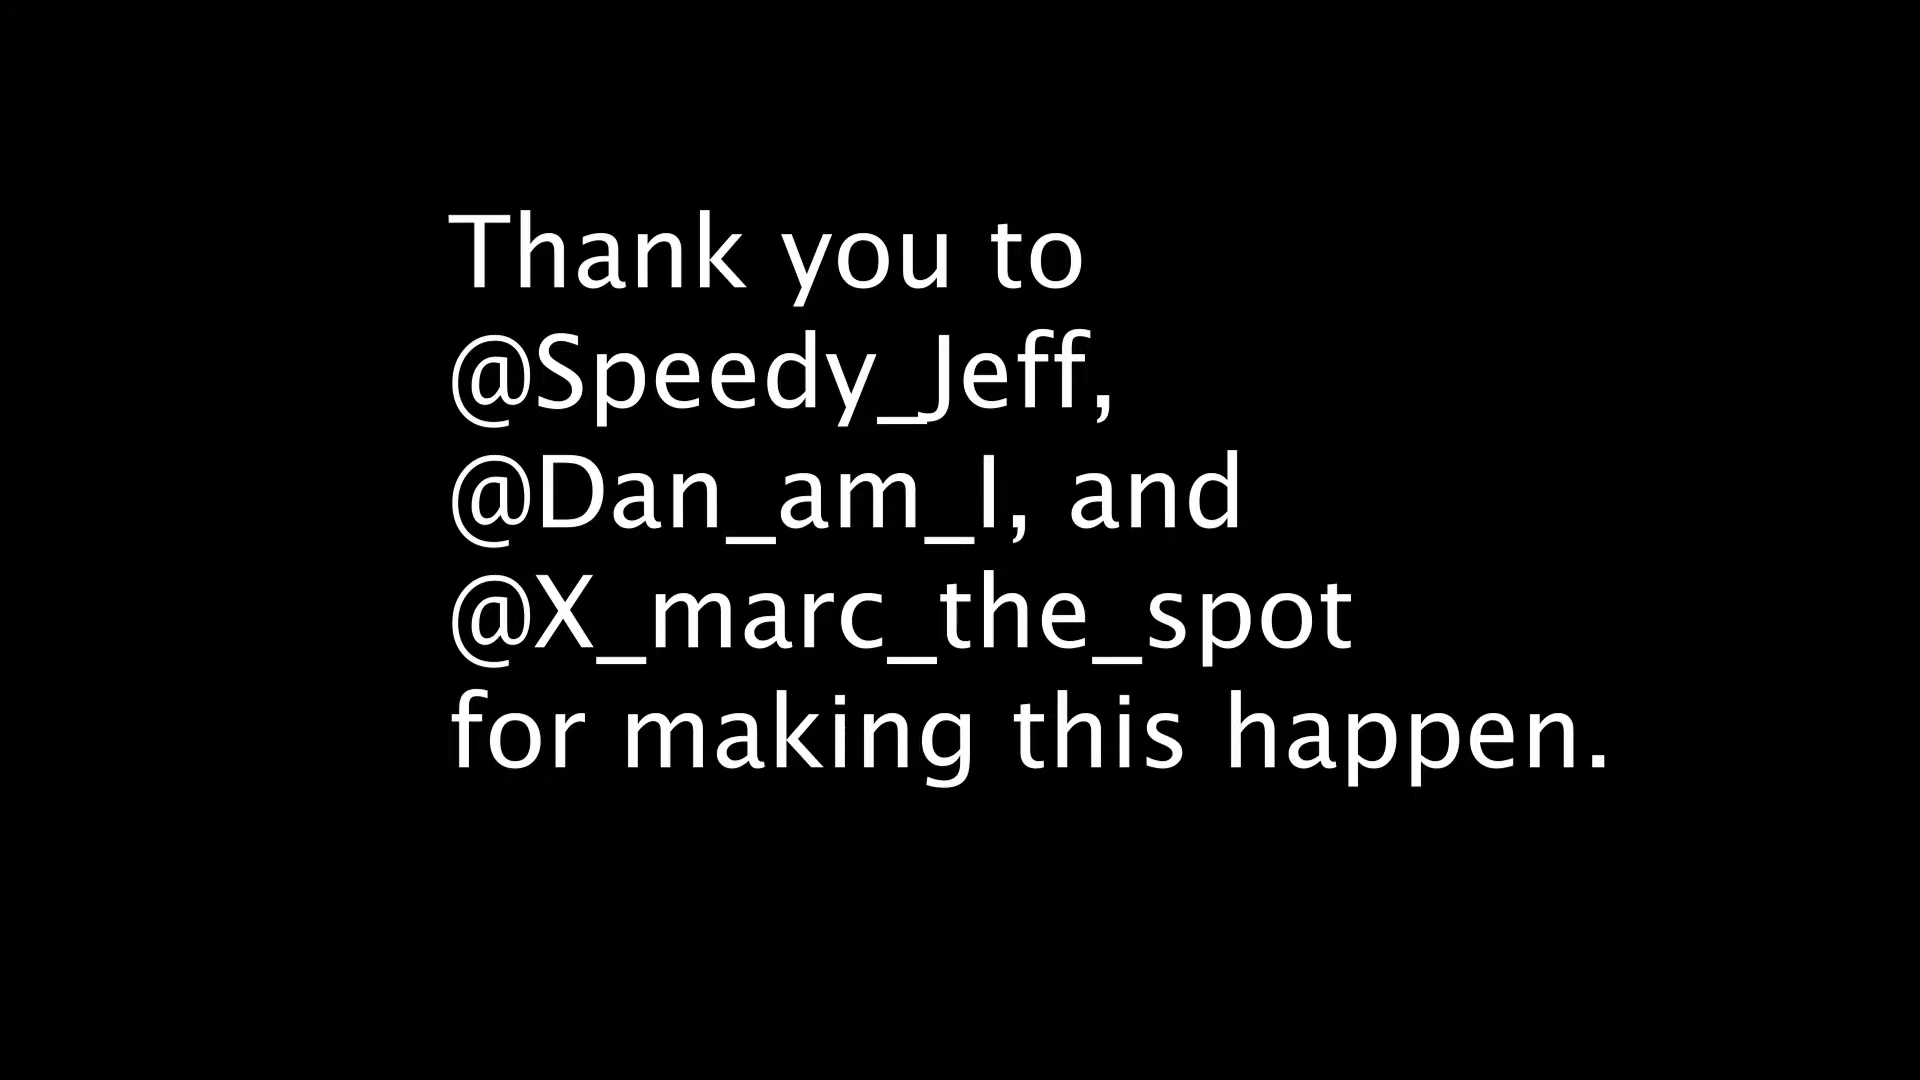 Thank you to
@Speedy_Jeff,
@Dan_am_I, and
@X_marc_the_spot
for making this happen.